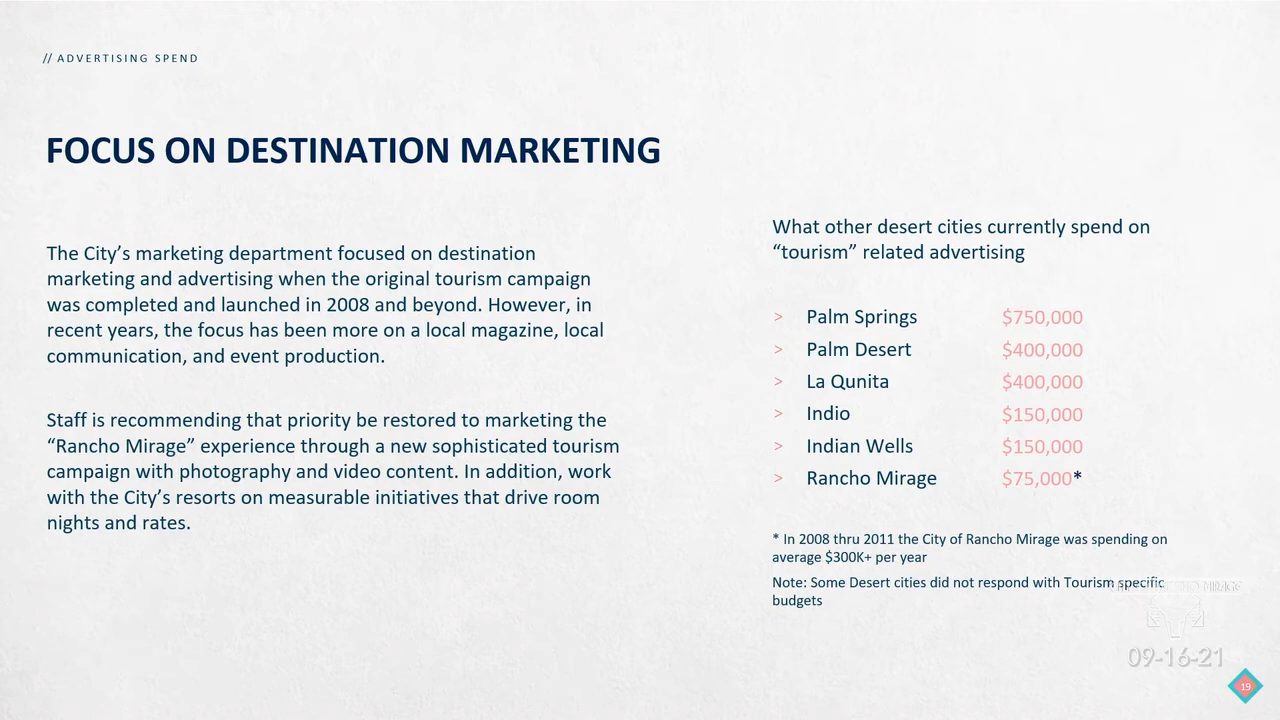 // ADVERTISING SPEND
FOCUS ON DESTINATION MARKETING
The City’s marketing department focused on destination
marketing and advertising when the original tourism campaign
was completed and launched in 2008 and beyond. However, in
recent years, the focus has been more on a local magazine, local
communication, and event production.
Staff is recommending that priority be restored to marketing the
“Rancho Mirage” experience through a new sophisticated tourism
campaign with photography and video content. In addition, work
with the City’s resorts on measurable initiatives that drive room
nights and rates.
What other desert cities currently spend on
“tourism” related advertising
> Palm Springs $750,000
> Palm Desert $400,000
> La Qunita $400,000
> Indio $150,000
> Indian Wells $150,000
> Rancho Mirage $75,000*
* In 2008 thru 2011 the City of Rancho Mirage was spending on
average $300K+ per year
Note: Some Desert cities did not respond with Tourism specific
budgets
MIRAGE
09-16-21
19